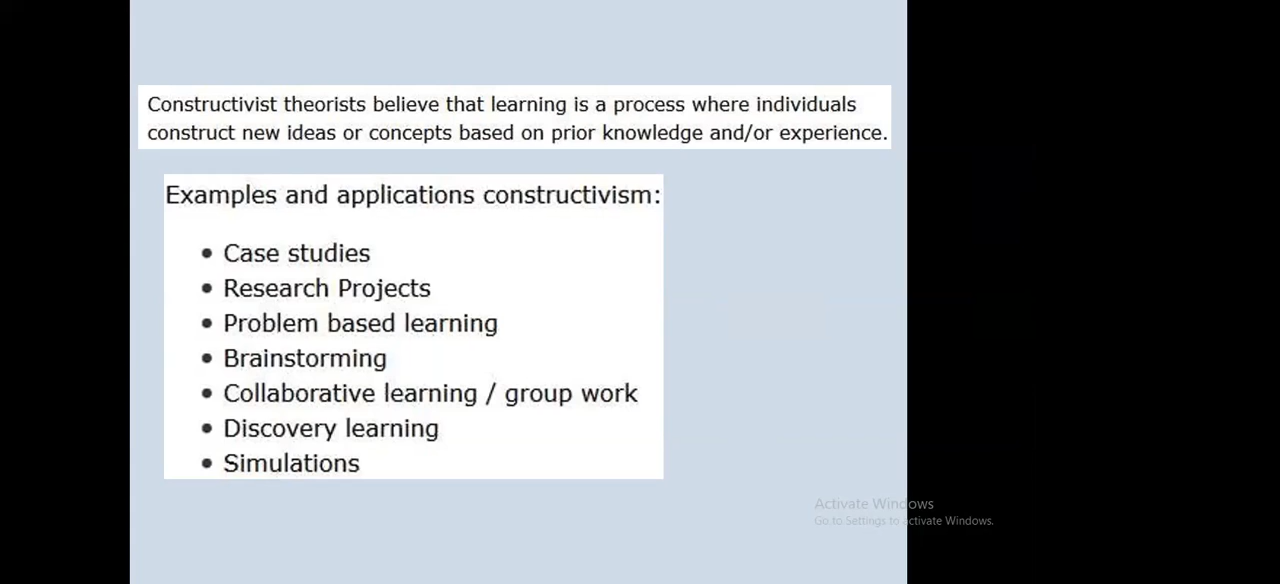 Constructivist theorists believe that learning is a process where individuals
construct new ideas or concepts based on prior knowledge and/or experience.
Examples and applications constructivism:
• Case studies
• Research Projects
• Problem based learning
• Brainstorming
• Collaborative learning / group work
• Discovery learning
• Simulations
Activate Windows
Go to Settings to activate Windows.